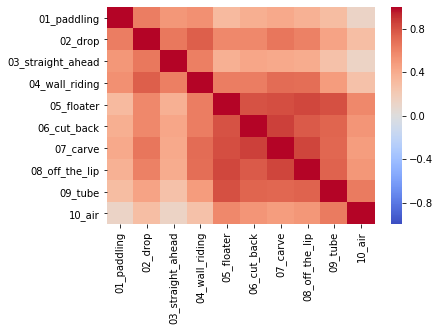 01_paddling
02_drop
03_straight_ahead
04_wall_riding
05_floater
06_cut_back
07_carve
08_off_the_lip
09_tube
10_air
01_paddling
02_drop
03_straight_ahead
04_wall_riding
05_floater
06_cut_back
07_carve
08_off_the_lip
09_tube
10_air
0.8
0.4
0.0
−0.4
−0.8